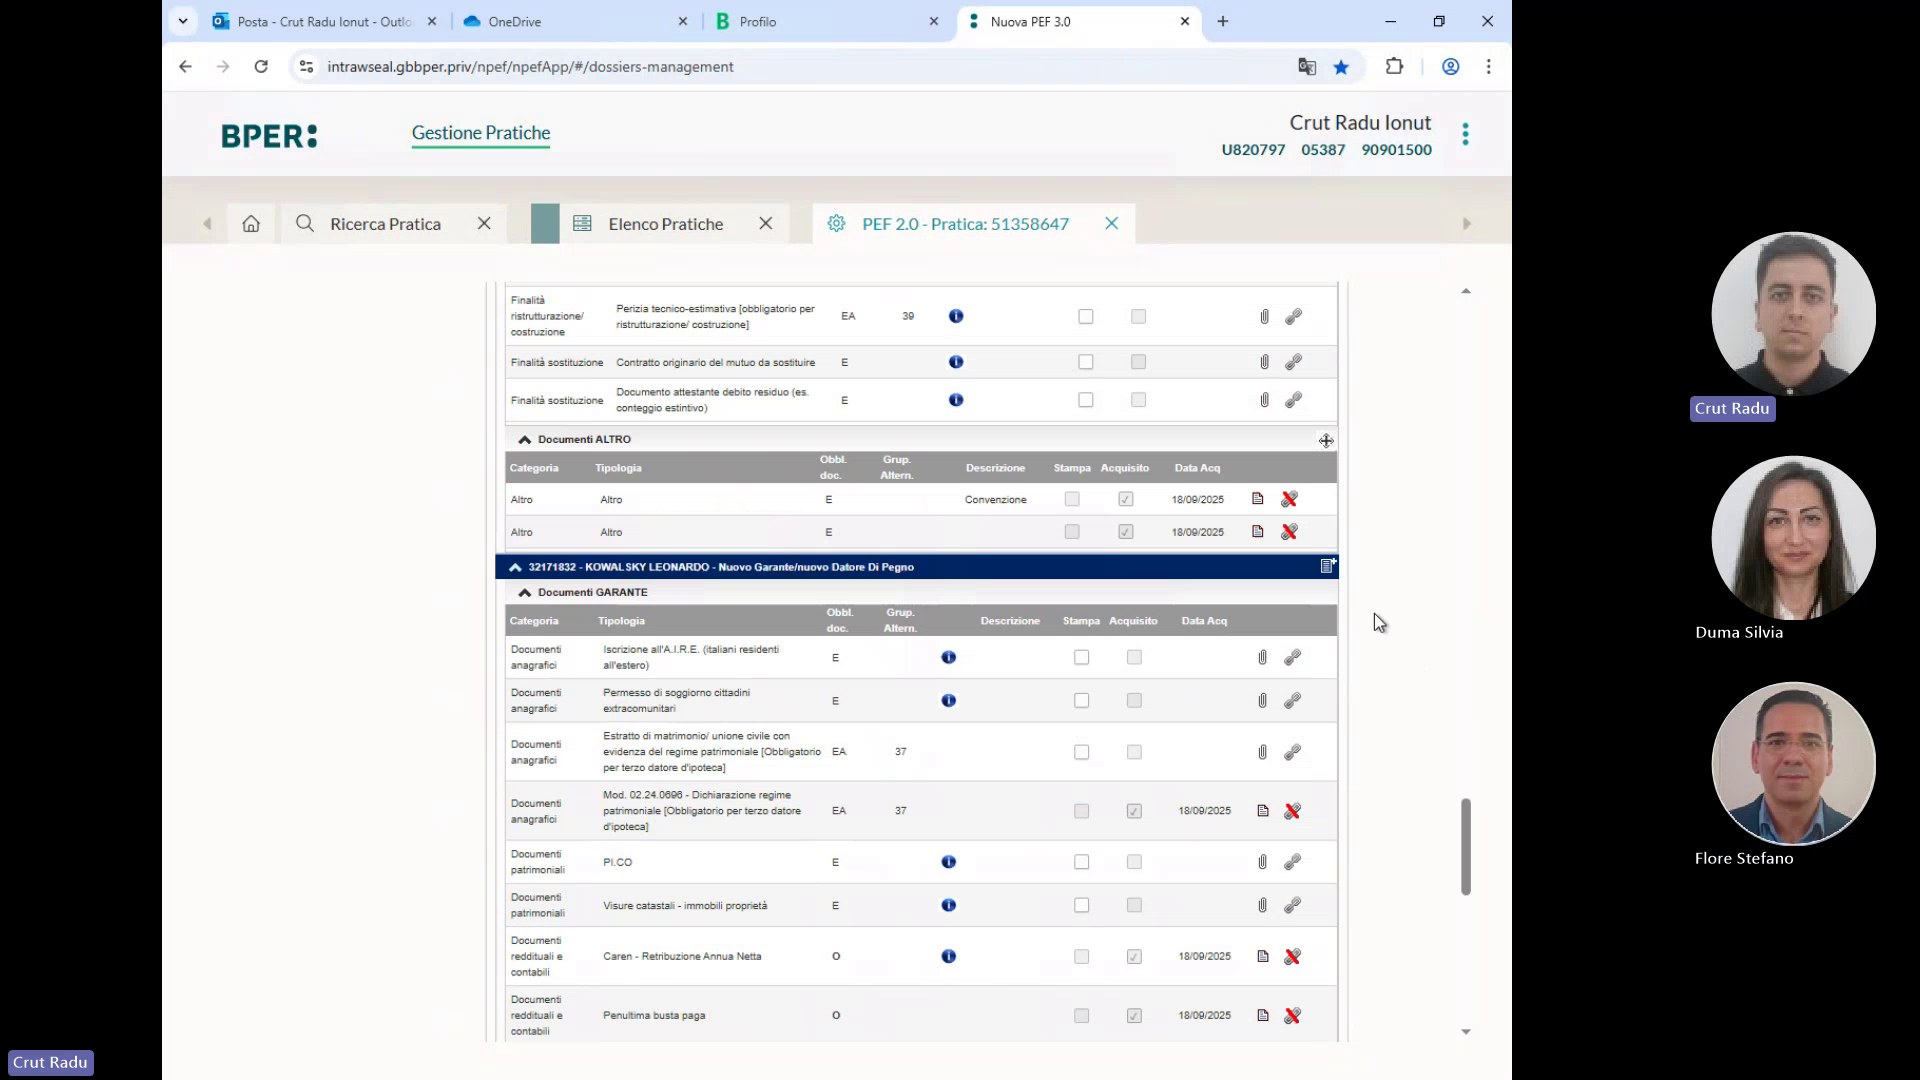 Posta - Crut Radu Ionut - Outlo
OneDrive
Profilo
Nuova PEF 3.0
intrawseal.gbbper.priv/npef/npefApp/#/dossiers-management
BPER:
Gestione Pratiche
Crut Radu Ionut
U820797 05387 90901500
Ricerca Pratica
Elenco Pratiche
PEF 2.0 - Pratica: 51358647
Finalità ristrutturazione/ costruzione
Perizia tecnico-estimativa [obbligatorio per ristrutturazione/ costruzione]
EA 39
Finalità sostituzione Contratto originario del mutuo da sostituire E
Finalità sostituzione
Documento attestante debito residuo (es. conteggio estintivo)
E
Documenti ALTRO
Categoria Tipologia Obbl. doc. Grup. Altern. Descrizione Stampa Acquisito Data Acq
Altro Altro E Convenzione 18/09/2025
Altro Altro E 18/09/2025
32171832 - KOWALSKY LEONARDO - Nuovo Garante/nuovo Datore Di Pegno
Documenti GARANTE
Categoria Tipologia Obbl. doc. Grup. Altern. Descrizione Stampa Acquisito Data Acq
Documenti anagrafici
Iscrizione all'A.I.R.E. (italiani residenti all'estero)
E
Documenti anagrafici
Permesso di soggiorno cittadini extracomunitari
E
Documenti anagrafici
Estratto di matrimonio/ unione civile con evidenza del regime patrimoniale [Obbligatorio per terzo datore d'ipoteca]
EA 37
Documenti anagrafici
Mod. 02.24.0696 - Dichiarazione regime patrimoniale [Obbligatorio per terzo datore d'ipoteca]
EA 37 18/09/2025
Documenti patrimoniali
PI.CO E
Documenti patrimoniali
Visure catastali - immobili proprietà E
Documenti reddituali e contabili
Caren - Retribuzione Annua Netta O 18/09/2025
Documenti reddituali e contabili
Penultima busta paga O 18/09/2025
Crut Radu
Duma Silvia
Flore Stefano
Crut Radu